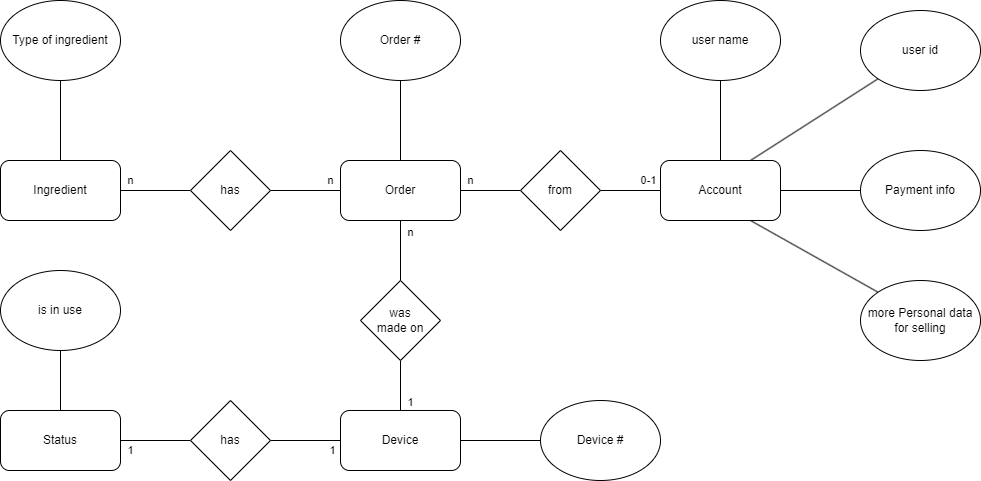 Type of ingredient
Order #
user name
user id
Ingredient
n
has
n
Order
n
from
0-1
Account
Payment info
n
is in use
was
made on
more Personal data
for selling
1
Status
1
has
1
Device
Device #